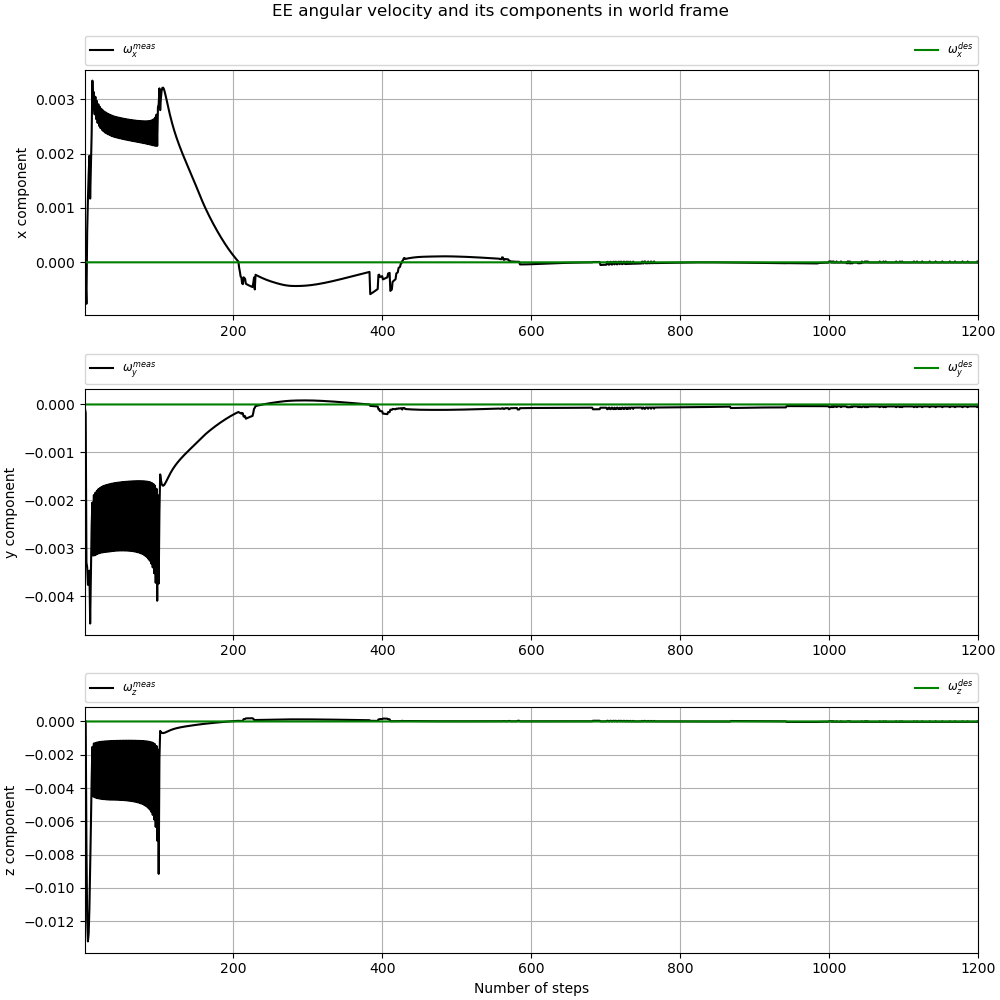 EE angular velocity and its components in world frame
ω_x^meas ω_x^des
0.003
0.002
0.001
0.000
x component
200 400 600 800 1000 1200
ω_y^meas ω_y^des
0.000
−0.001
−0.002
−0.003
−0.004
y component
200 400 600 800 1000 1200
ω_z^meas ω_z^des
0.000
−0.002
−0.004
−0.006
−0.008
−0.010
−0.012
z component
200 400 600 800 1000 1200
Number of steps